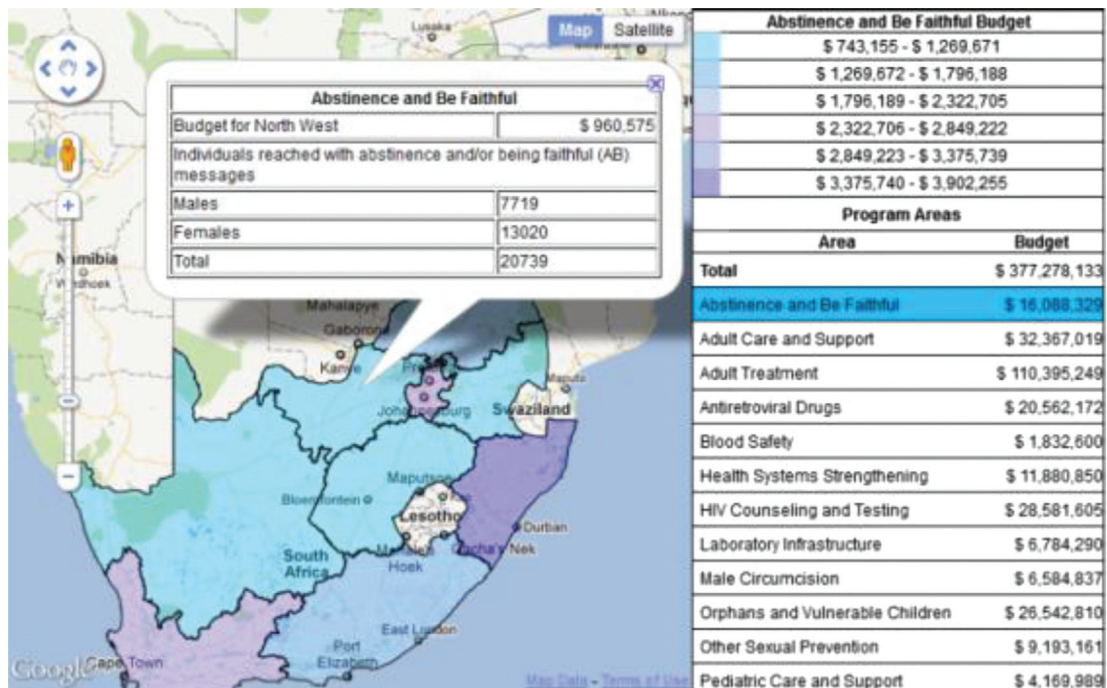 Lusaka
Map
Satellite
Abstinence and Be Faithful
Budget for North West
$ 960,575
Individuals reached with abstinence and/or being faithful (AB)
messages
Males
7719
Females
13020
Total
20739
Mahalapye
Gaborone
Kanye
Maputo
Johannesburg
Swaziland
Maputsoe
Bloemfontein
Lesotho
Durban
Nek
South
Africa
Hoek
East London
Port
Elizabeth
Cape Town
Google
Map Data - Terms of Use
Abstinence and Be Faithful Budget
$ 743,155 - $ 1,269,671
$ 1,269,672 - $ 1,796,188
$ 1,796,189 - $ 2,322,705
$ 2,322,706 - $ 2,849,222
$ 2,849,223 - $ 3,375,739
$ 3,375,740 - $ 3,902,255
Program Areas
Area Budget
Total $ 377,278,133
Abstinence and Be Faithful $ 16,088,329
Adult Care and Support $ 32,367,019
Adult Treatment $ 110,395,249
Antiretroviral Drugs $ 20,562,172
Blood Safety $ 1,832,600
Health Systems Strengthening $ 11,880,850
HIV Counseling and Testing $ 28,581,605
Laboratory Infrastructure $ 6,784,290
Male Circumcision $ 6,584,837
Orphans and Vulnerable Children $ 26,542,810
Other Sexual Prevention $ 9,193,161
Pediatric Care and Support $ 4,169,989